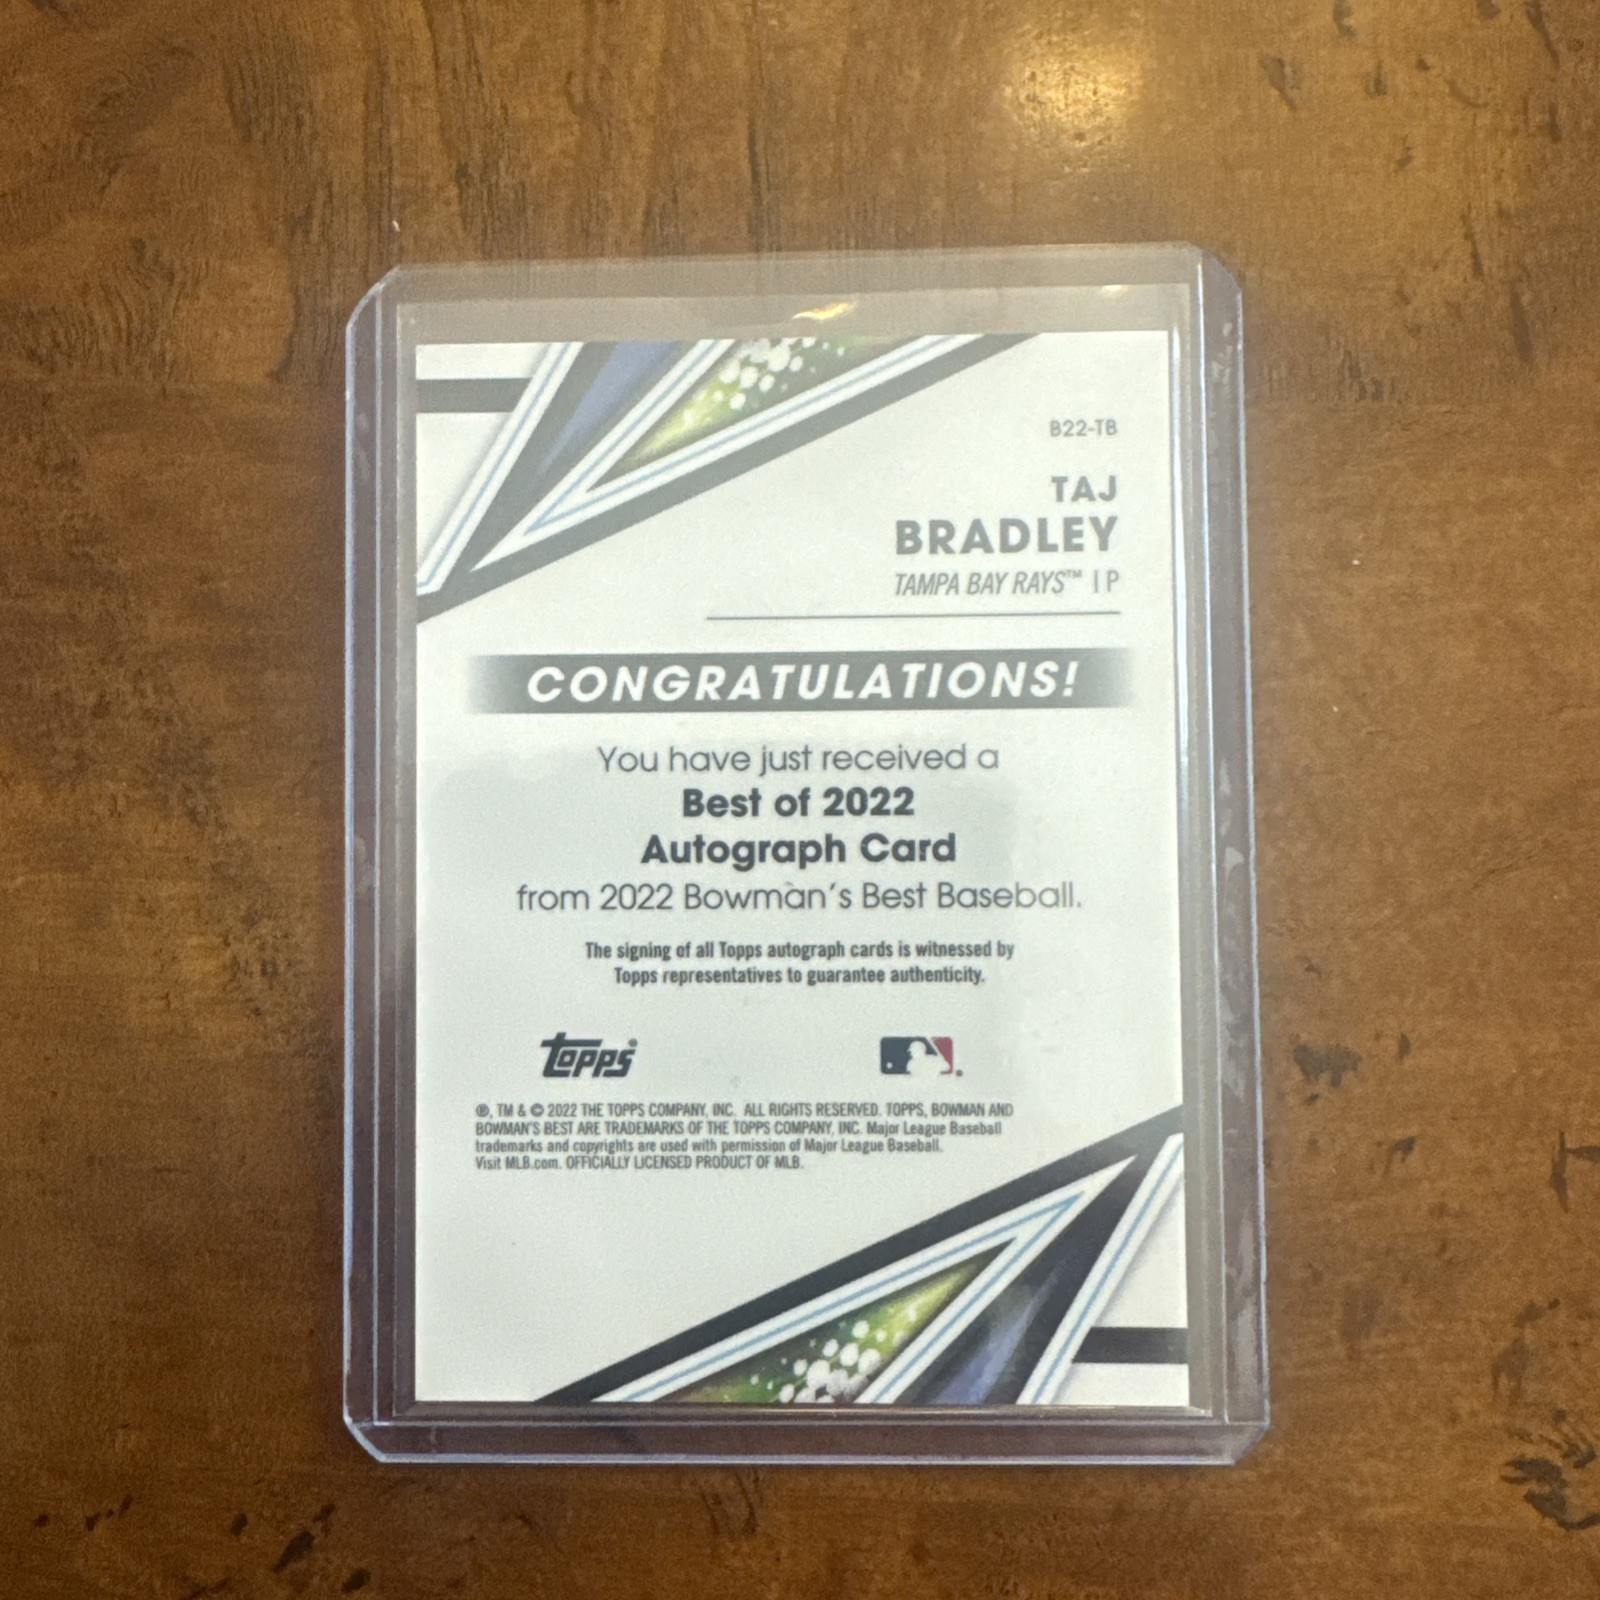 B22-TB
TAJ
BRADLEY
TAMPA BAY RAYS™ | P
CONGRATULATIONS!
You have just received a
Best of 2022
Autograph Card
from 2022 Bowman's Best Baseball.
The signing of all Topps autograph cards is witnessed by
Topps representatives to guarantee authenticity.
topps®
®, TM & © 2022 THE TOPPS COMPANY, INC. ALL RIGHTS RESERVED. TOPPS, BOWMAN AND
BOWMAN'S BEST ARE TRADEMARKS OF THE TOPPS COMPANY, INC. Major League Baseball
trademarks and copyrights are used with permission of Major League Baseball.
Visit MLB.com. OFFICIALLY LICENSED PRODUCT OF MLB.